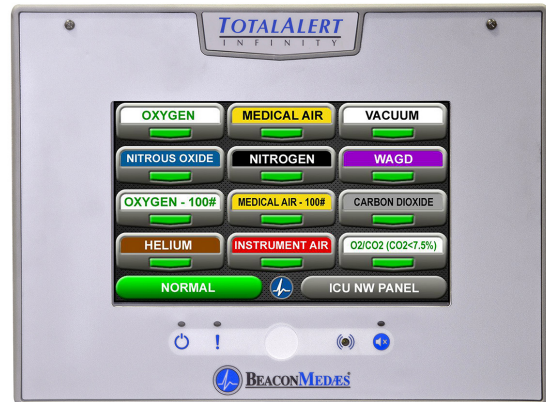 TOTALALERT
INFINITY
OXYGEN
MEDICAL AIR
VACUUM
NITROUS OXIDE
NITROGEN
WAGD
OXYGEN - 100#
MEDICAL AIR - 100#
CARBON DIOXIDE
HELIUM
INSTRUMENT AIR
O2/CO2 (CO2<7.5%)
NORMAL
ICU NW PANEL
!
BEACONMEDÆS